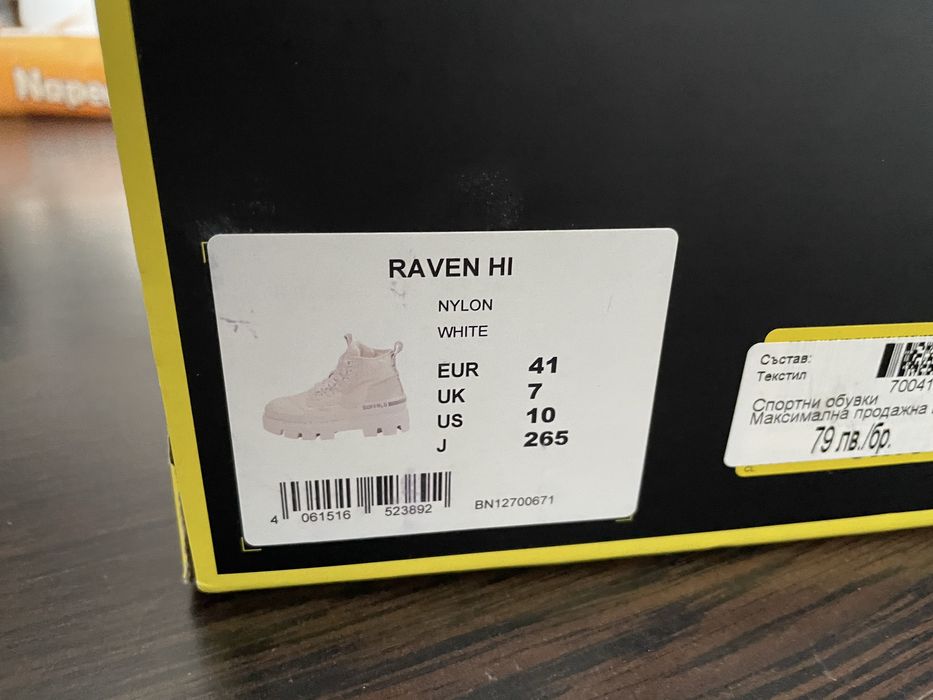 RAVEN HI
NYLON
WHITE
EUR 41
UK 7
US 10
J 265
4 061516 523892
BN12700671
Състав:
Текстил
70041
Спортни обувки
Максимална продажна
79 лв./бр.